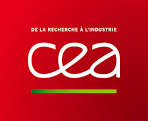 DE LA RECHERCHE À L'INDUSTRIE
cea